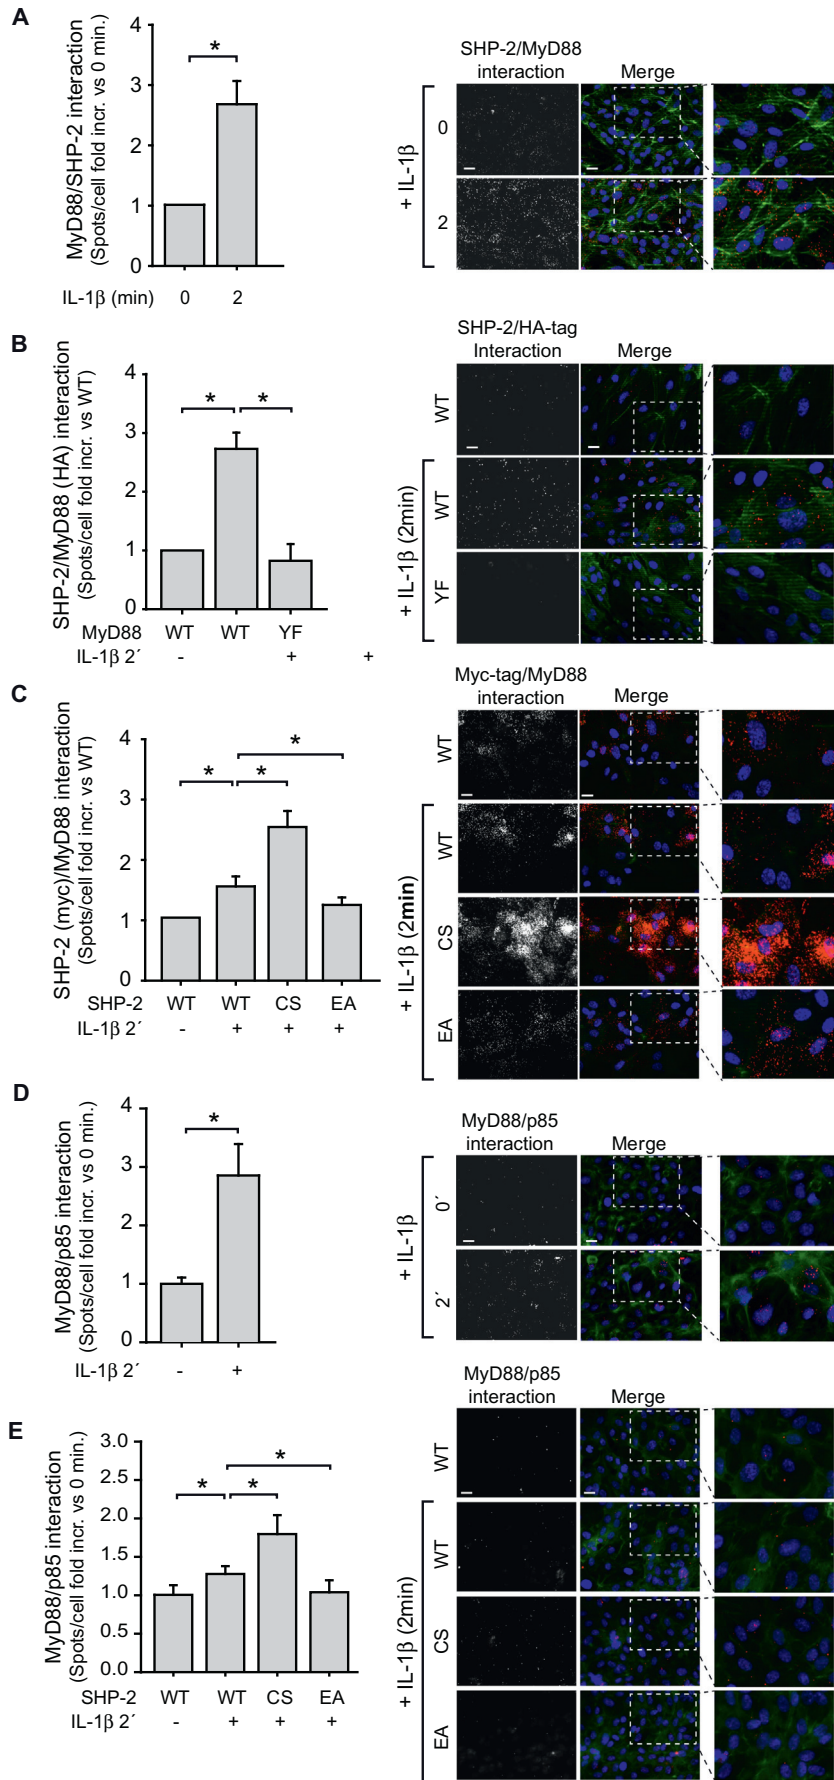 A
MyD88/SHP-2 interaction
(Spots/cell fold incr. vs 0 min.)
4
3
2
1
0
*
IL-1β (min) 0 2
SHP-2/MyD88
interaction
Merge
+ IL-1β
0
2
B
SHP-2/MyD88 (HA) interaction
(Spots/cell fold incr. vs WT)
4
3
2
1
0
* *
MyD88 WT WT YF
IL-1β 2´ - + +
SHP-2/HA-tag
Interaction
Merge
WT
+ IL-1β (2min)
WT
YF
C
SHP-2 (myc)/MyD88 interaction
(Spots/cell fold incr. vs WT)
4
3
2
1
0
* * *
SHP-2 WT WT CS EA
IL-1β 2´ - + + +
Myc-tag/MyD88
interaction
Merge
WT
+ IL-1β (2min)
WT
CS
EA
D
MyD88/p85 interaction
(Spots/cell fold incr. vs 0 min.)
4
3
2
1
0
*
IL-1β 2´ - +
MyD88/p85
interaction
Merge
+ IL-1β
0´
2´
E
MyD88/p85 interaction
(Spots/cell fold incr. vs 0 min.)
3.0
2.5
2.0
1.5
1.0
0.5
0.0
* * *
SHP-2 WT WT CS EA
IL-1β 2´ - + + +
MyD88/p85
interaction
Merge
WT
+ IL-1β (2min)
WT
CS
EA